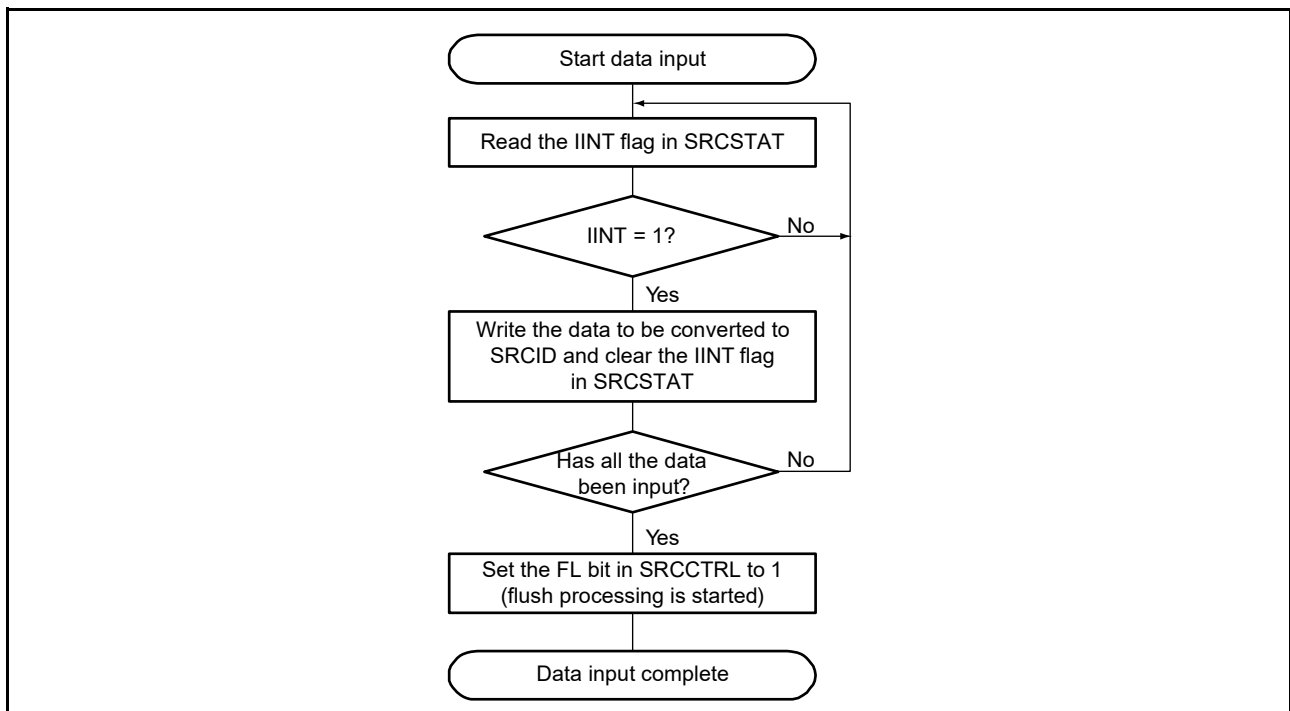 Start data input
Read the IINT flag in SRCSTAT
IINT = 1?
No
Yes
Write the data to be converted to
SRCID and clear the IINT flag
in SRCSTAT
Has all the data
been input?
No
Yes
Set the FL bit in SRCCTRL to 1
(flush processing is started)
Data input complete